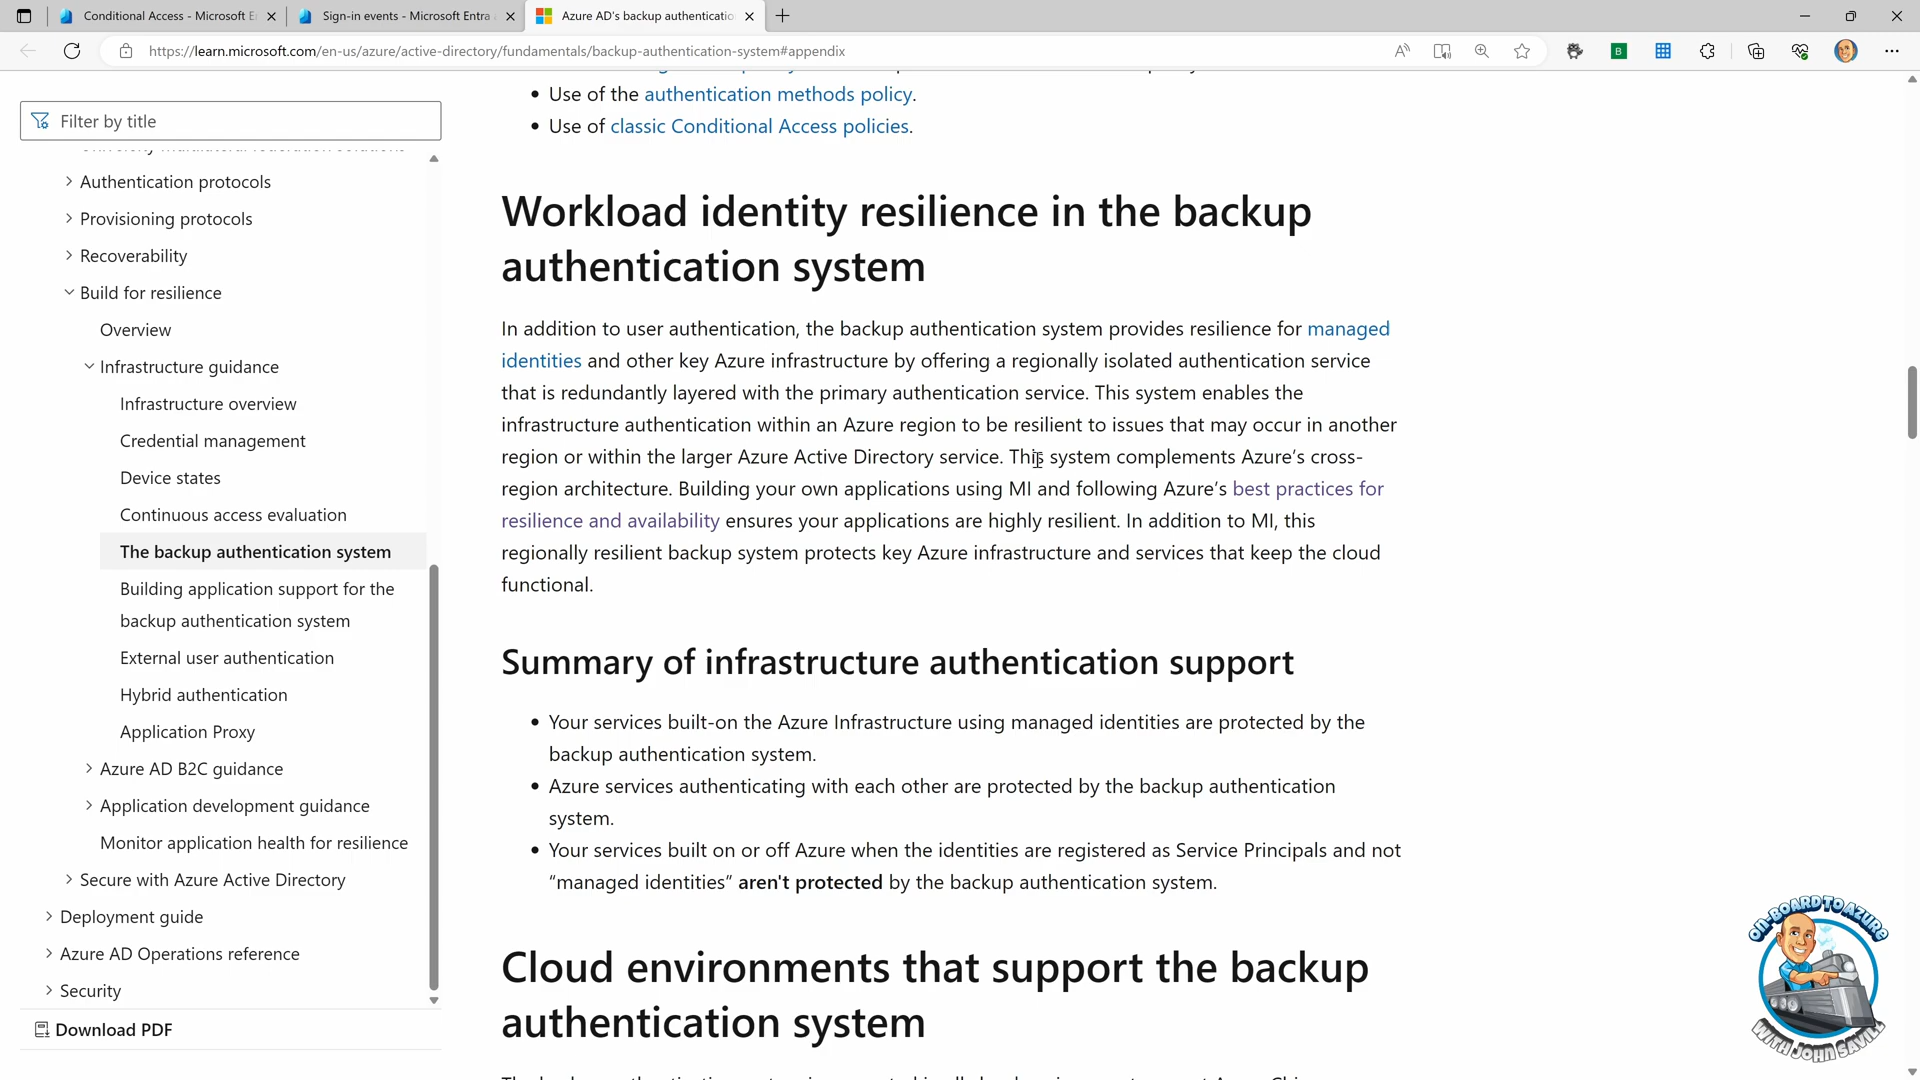 Conditional Access - Microsoft E
Sign-in events - Microsoft Entra
Azure AD's backup authenticatio
https://learn.microsoft.com/en-us/azure/active-directory/fundamentals/backup-authentication-system#appendix
Filter by title
Authentication protocols
Provisioning protocols
Recoverability
Build for resilience
Overview
Infrastructure guidance
Infrastructure overview
Credential management
Device states
Continuous access evaluation
The backup authentication system
Building application support for the
backup authentication system
External user authentication
Hybrid authentication
Application Proxy
Azure AD B2C guidance
Application development guidance
Monitor application health for resilience
Secure with Azure Active Directory
Deployment guide
Azure AD Operations reference
Security
Download PDF
Use of the authentication methods policy.
Use of classic Conditional Access policies.
Workload identity resilience in the backup
authentication system
In addition to user authentication, the backup authentication system provides resilience for managed
identities and other key Azure infrastructure by offering a regionally isolated authentication service
that is redundantly layered with the primary authentication service. This system enables the
infrastructure authentication within an Azure region to be resilient to issues that may occur in another
region or within the larger Azure Active Directory service. This system complements Azure’s cross-
region architecture. Building your own applications using MI and following Azure’s best practices for
resilience and availability ensures your applications are highly resilient. In addition to MI, this
regionally resilient backup system protects key Azure infrastructure and services that keep the cloud
functional.
Summary of infrastructure authentication support
Your services built-on the Azure Infrastructure using managed identities are protected by the
backup authentication system.
Azure services authenticating with each other are protected by the backup authentication
system.
Your services built on or off Azure when the identities are registered as Service Principals and not
“managed identities” aren't protected by the backup authentication system.
Cloud environments that support the backup
authentication system
ON-BOARD TO AZURE
WITH JOHN SAVILL